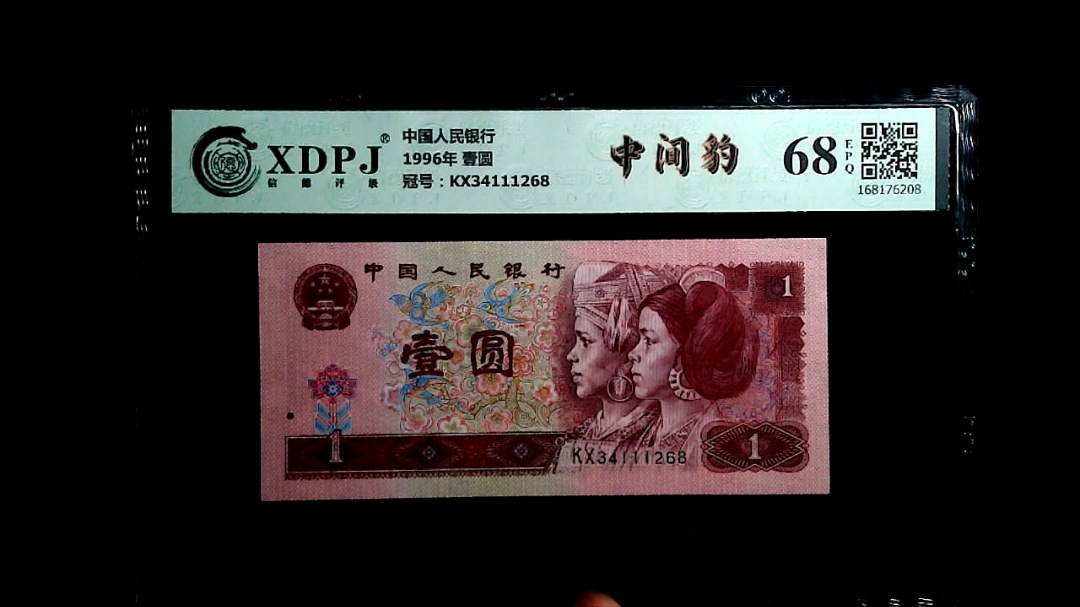 XDPJ®
信德评级
中国人民银行
1996年 壹圆
冠号：KX34111268
中间豹
68
EPQ
168176208
中国人民银行
1
壹圆
1
KX34111268
1